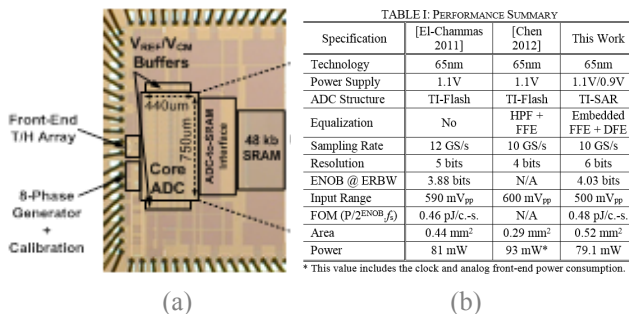 V_REF/V_CM
Buffers
440um
750um
Front-End
T/H Array
Core
ADC
ADC-to-SRAM
Interface
48 kb
SRAM
8-Phase
Generator
+
Calibration
(a)
TABLE I: PERFORMANCE SUMMARY
Specification | [El-Chammas 2011] | [Chen 2012] | This Work
Technology | 65nm | 65nm | 65nm
Power Supply | 1.1V | 1.1V | 1.1V/0.9V
ADC Structure | TI-Flash | TI-Flash | TI-SAR
Equalization | No | HPF + FFE | Embedded FFE + DFE
Sampling Rate | 12 GS/s | 10 GS/s | 10 GS/s
Resolution | 5 bits | 4 bits | 6 bits
ENOB @ ERBW | 3.88 bits | N/A | 4.03 bits
Input Range | 590 mVpp | 600 mVpp | 500 mVpp
FOM (P/2^ENOB.fs) | 0.46 pJ/c.-s. | N/A | 0.48 pJ/c.-s.
Area | 0.44 mm² | 0.29 mm² | 0.52 mm²
Power | 81 mW | 93 mW* | 79.1 mW
* This value includes the clock and analog front-end power consumption.
(b)